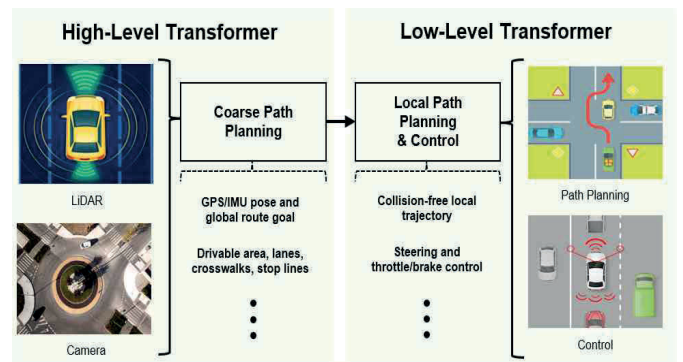 High-Level Transformer
Low-Level Transformer
LiDAR
Camera
Coarse Path
Planning
GPS/IMU pose and
global route goal
Drivable area, lanes,
crosswalks, stop lines
Local Path
Planning
& Control
Collision-free local
trajectory
Steering and
throttle/brake control
Path Planning
Control